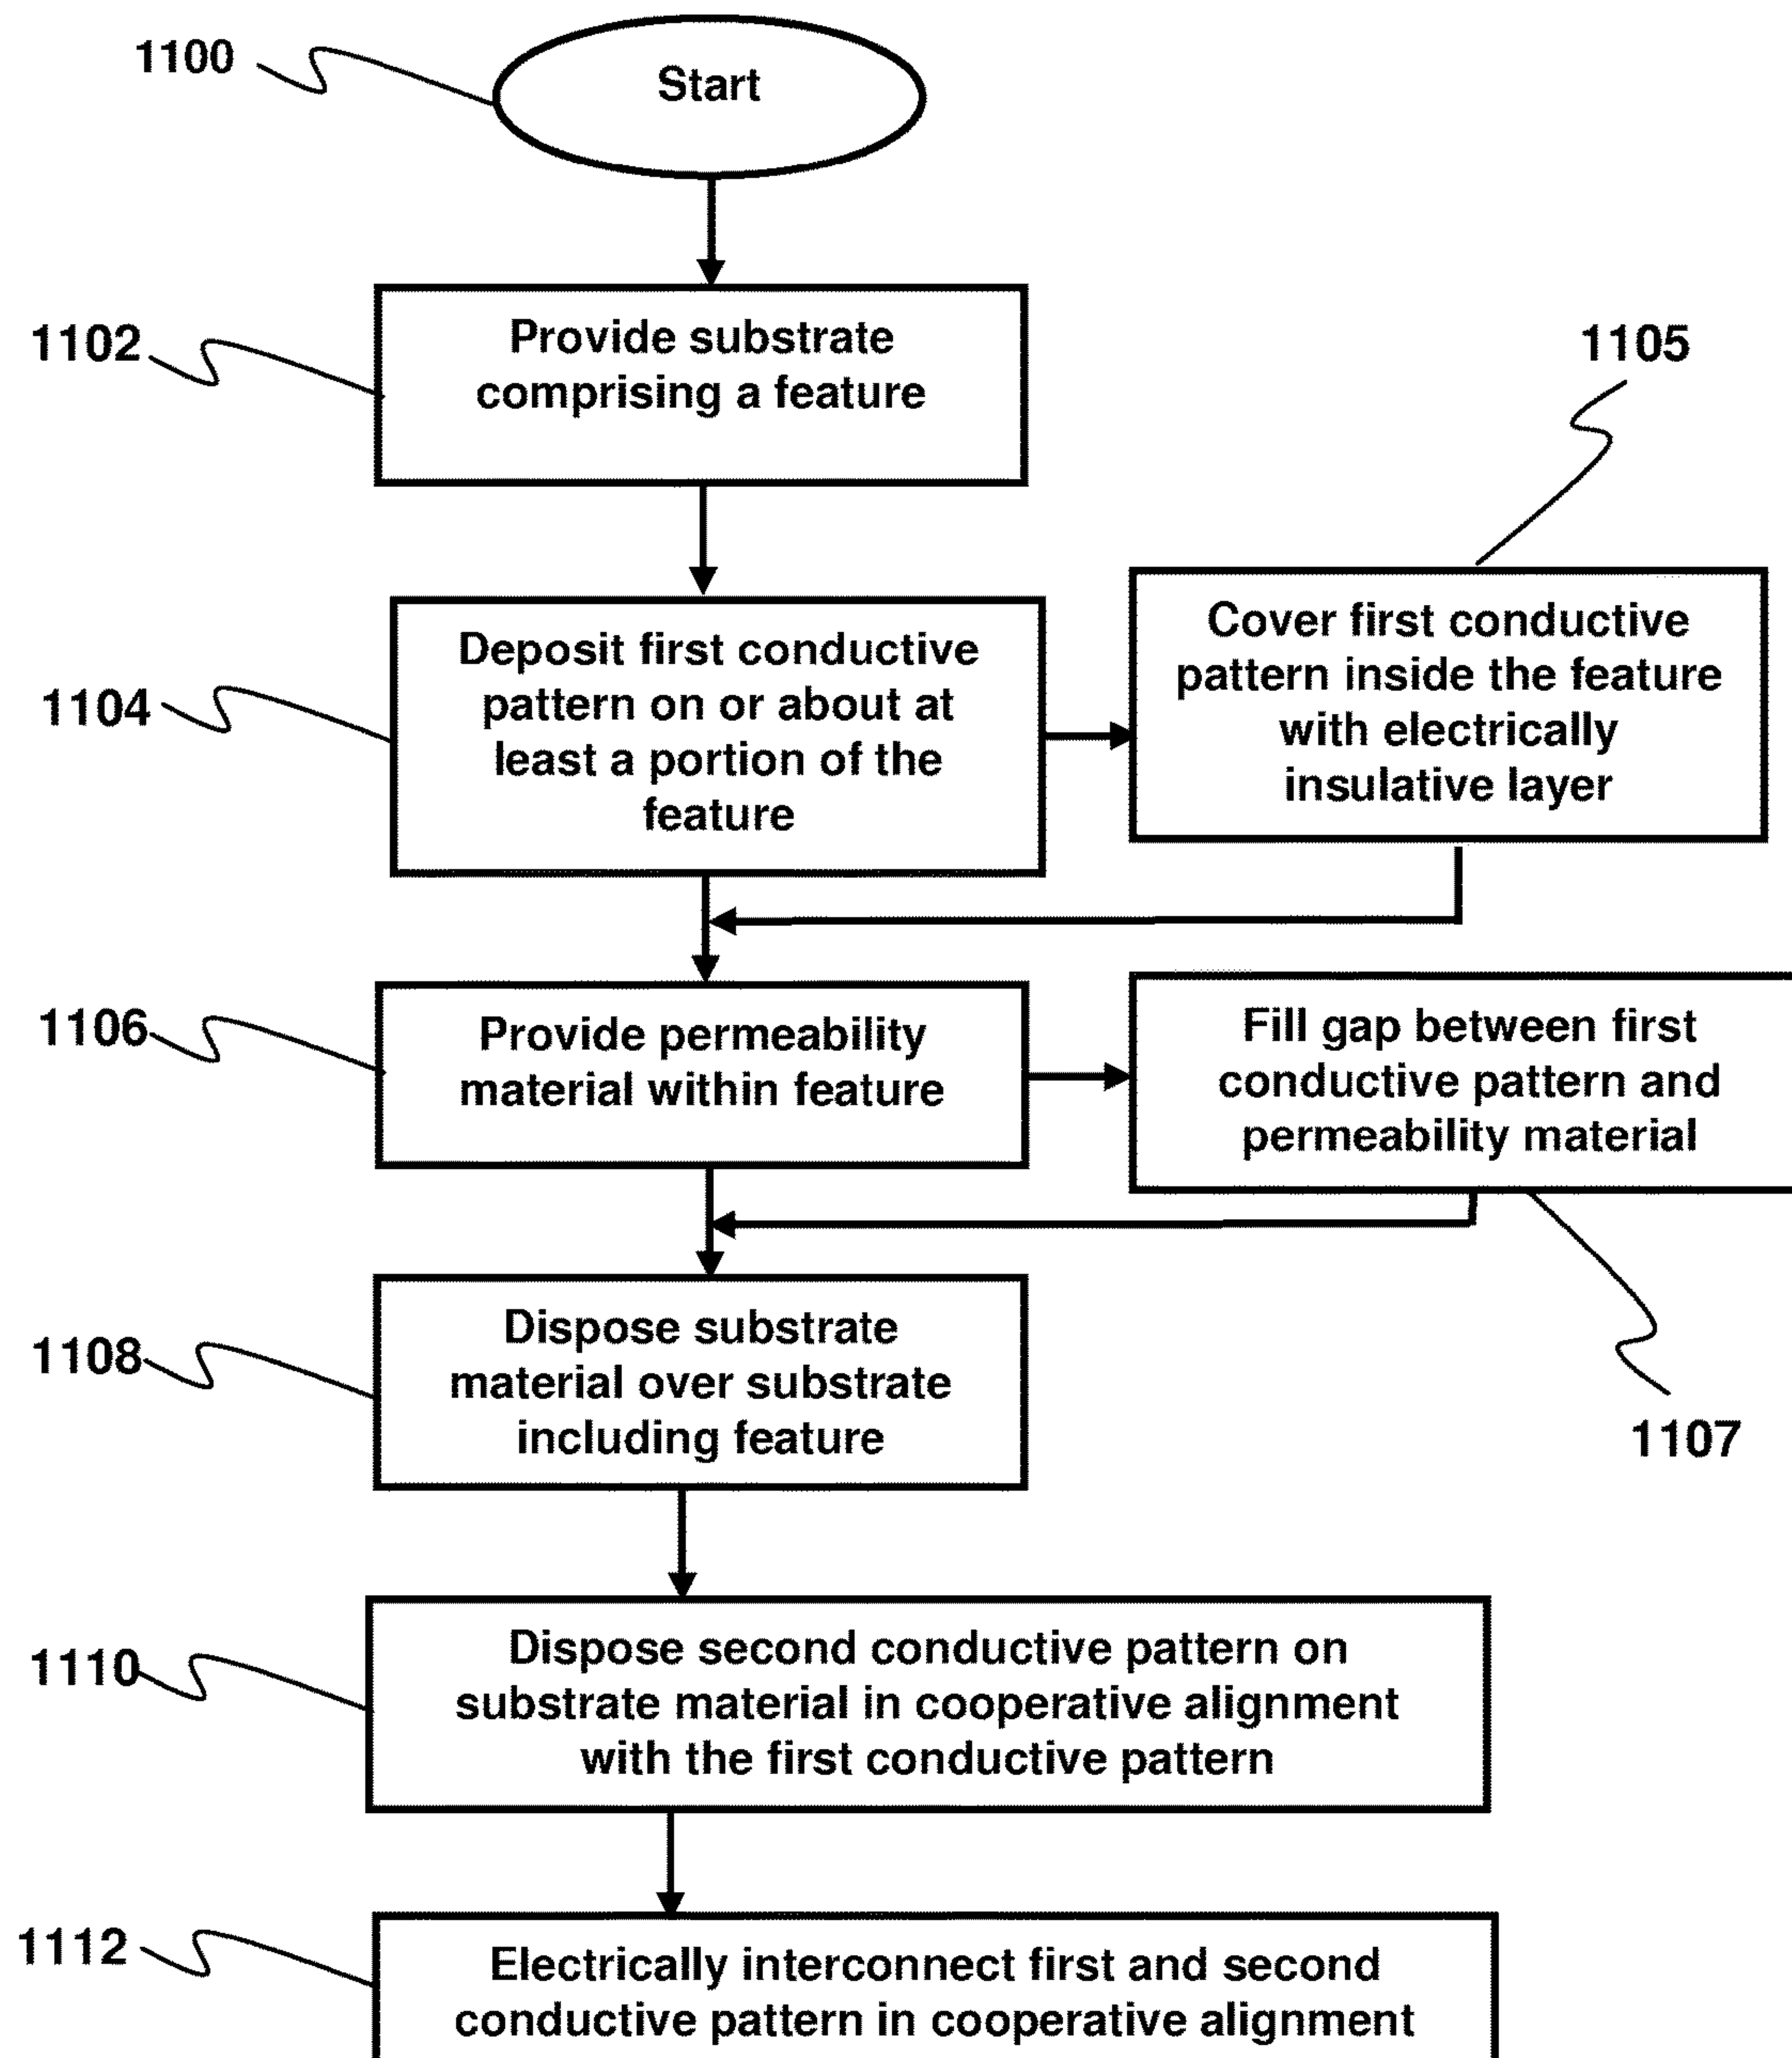 1100
Start
1102
Provide substrate
comprising a feature
1105
1104
Deposit first conductive
pattern on or about at
least a portion of the
feature
Cover first conductive
pattern inside the feature
with electrically
insulative layer
1106
Provide permeability
material within feature
Fill gap between first
conductive pattern and
permeability material
1108
Dispose substrate
material over substrate
including feature
1107
1110
Dispose second conductive pattern on
substrate material in cooperative alignment
with the first conductive pattern
1112
Electrically interconnect first and second
conductive pattern in cooperative alignment